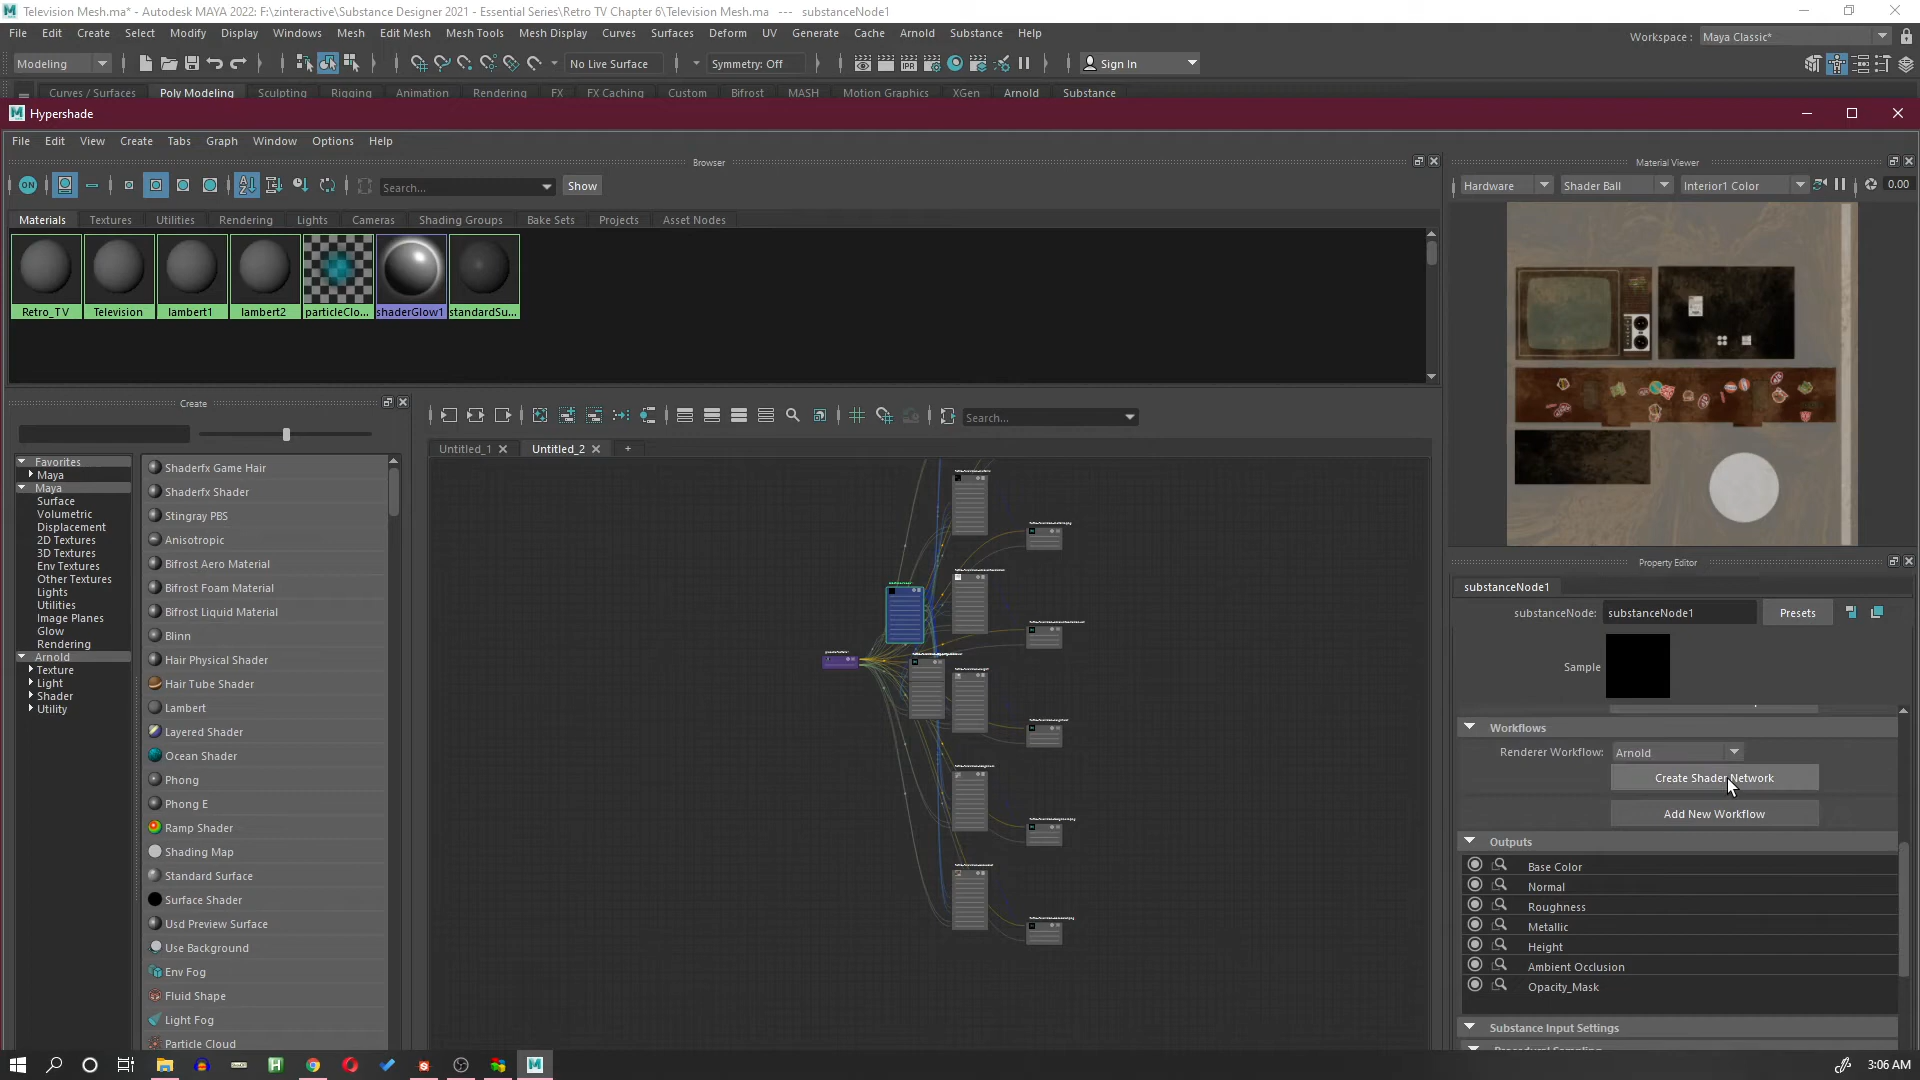 Television Mesh.ma* - Autodesk MAYA 2022: F:\zinteractive\Substance Designer 2021 - Essential Series\Retro TV Chapter 6\Television Mesh.ma --- substanceNode1
File Edit Create Select Modify Display Windows Mesh Edit Mesh Mesh Tools Mesh Display Curves Surfaces Deform UV Generate Cache Arnold Substance Help
Workspace : Maya Classic*
Modeling No Live Surface Symmetry: Off Sign In
Curves / Surfaces Poly Modeling Sculpting Rigging Animation Rendering FX FX Caching Custom Bifrost MASH Motion Graphics XGen Arnold Substance
Hypershade
File Edit View Create Tabs Graph Window Options Help
Browser
ON Search... Show
Materials Textures Utilities Rendering Lights Cameras Shading Groups Bake Sets Projects Asset Nodes
Retro_TV Television lambert1 lambert2 particleClo... shaderGlow1 standardSu...
Material Viewer
Hardware Shader Ball Interior1 Color 0.00
Create
Search...
Untitled_1 Untitled_2 +
Favorites
Maya
Maya
Surface
Volumetric
Displacement
2D Textures
3D Textures
Env Textures
Other Textures
Lights
Utilities
Image Planes
Glow
Rendering
Arnold
Texture
Light
Shader
Utility
Shaderfx Game Hair
Shaderfx Shader
Stingray PBS
Anisotropic
Bifrost Aero Material
Bifrost Foam Material
Bifrost Liquid Material
Blinn
Hair Physical Shader
Hair Tube Shader
Lambert
Layered Shader
Ocean Shader
Phong
Phong E
Ramp Shader
Shading Map
Standard Surface
Surface Shader
Usd Preview Surface
Use Background
Env Fog
Fluid Shape
Light Fog
Particle Cloud
Property Editor
substanceNode1
substanceNode: substanceNode1 Presets
Sample
Workflows
Renderer Workflow: Arnold
Create Shader Network
Add New Workflow
Outputs
Base Color
Normal
Roughness
Metallic
Height
Ambient Occlusion
Opacity_Mask
Substance Input Settings
3:06 AM